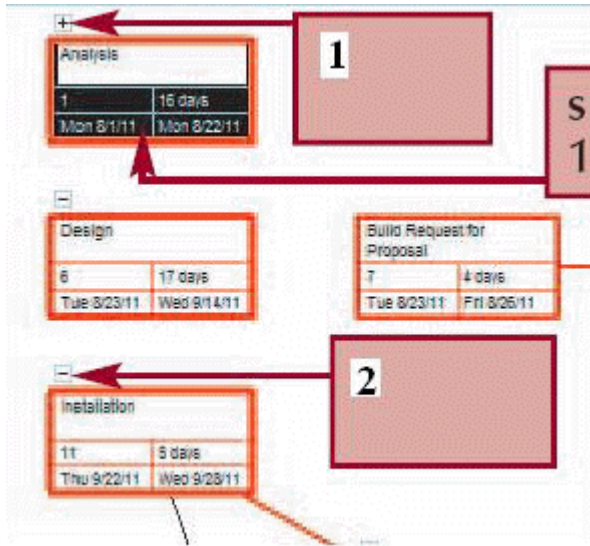 Analysis
1
1 16 days
Mon 8/1/11 Mon 8/22/11
S
1
Design
6 17 days
Tue 8/23/11 Wed 9/14/11
Build Request for
Proposal
7 4 days
Tue 8/23/11 Fri 8/26/11
2
Installation
11 5 days
Thu 9/22/11 Wed 9/28/11